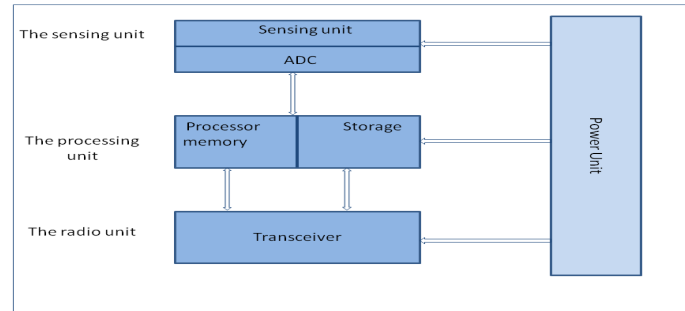 The sensing unit
Sensing unit
ADC
The processing
unit
Processor
memory
Storage
The radio unit
Transceiver
Power Unit